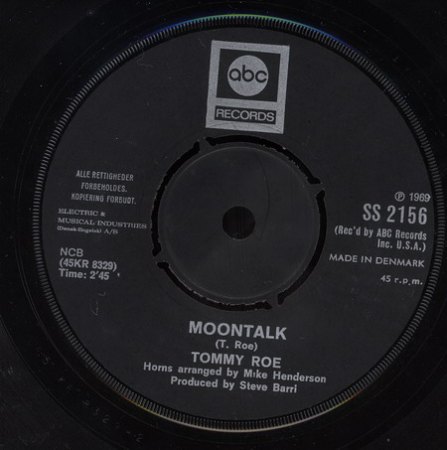 abc
RECORDS
ALLE RETTIGHEDER
FORBEHOLDES.
KOPIERING FORBUDT.
ELECTRIC &
MUSICAL INDUSTRIES
(Dansk-Engelsk) A/S
NCB
(45KR 8329)
Time: 2'45
℗ 1969
SS 2156
(Rec'd by ABC Records
Inc. U.S.A.)
MADE IN DENMARK
45 r.p.m.
MOONTALK
(T. Roe)
TOMMY ROE
Horns arranged by Mike Henderson
Produced by Steve Barri